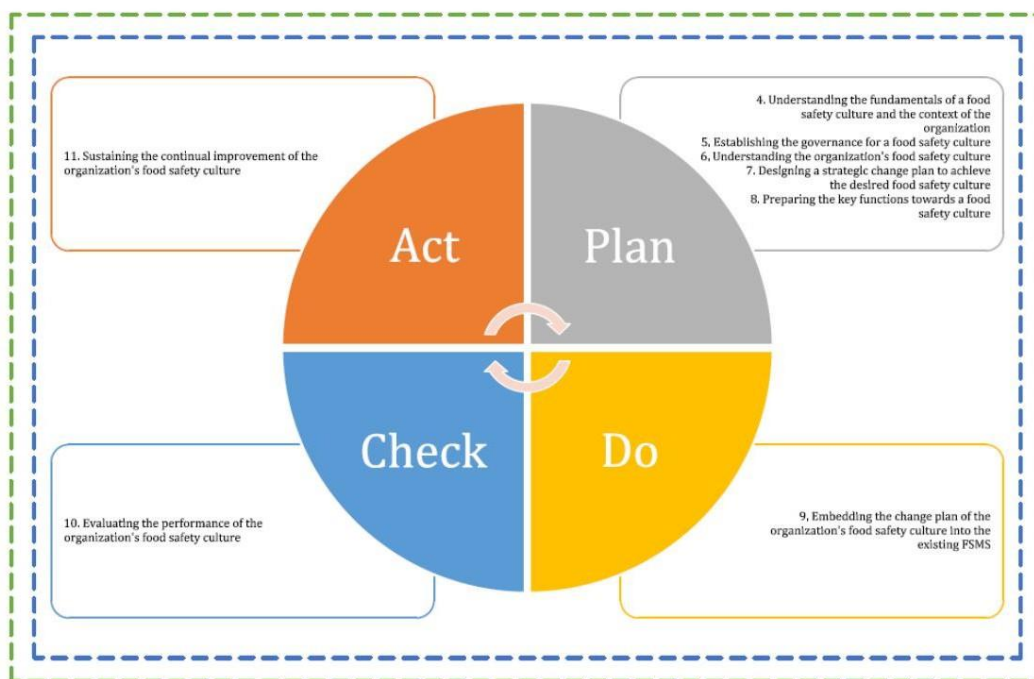 11. Sustaining the continual improvement of the
organization's food safety culture
Act
Plan
4. Understanding the fundamentals of a food
safety culture and the context of the
organization
5, Establishing the governance for a food safety culture
6, Understanding the organization's food safety culture
7. Designing a strategic change plan to achieve
the desired food safety culture
8. Preparing the key functions towards a food
safety culture
10. Evaluating the performance of the
organization's food safety culture
Check
Do
9, Embedding the change plan of the
organization's food safety culture into the
existing FSMS